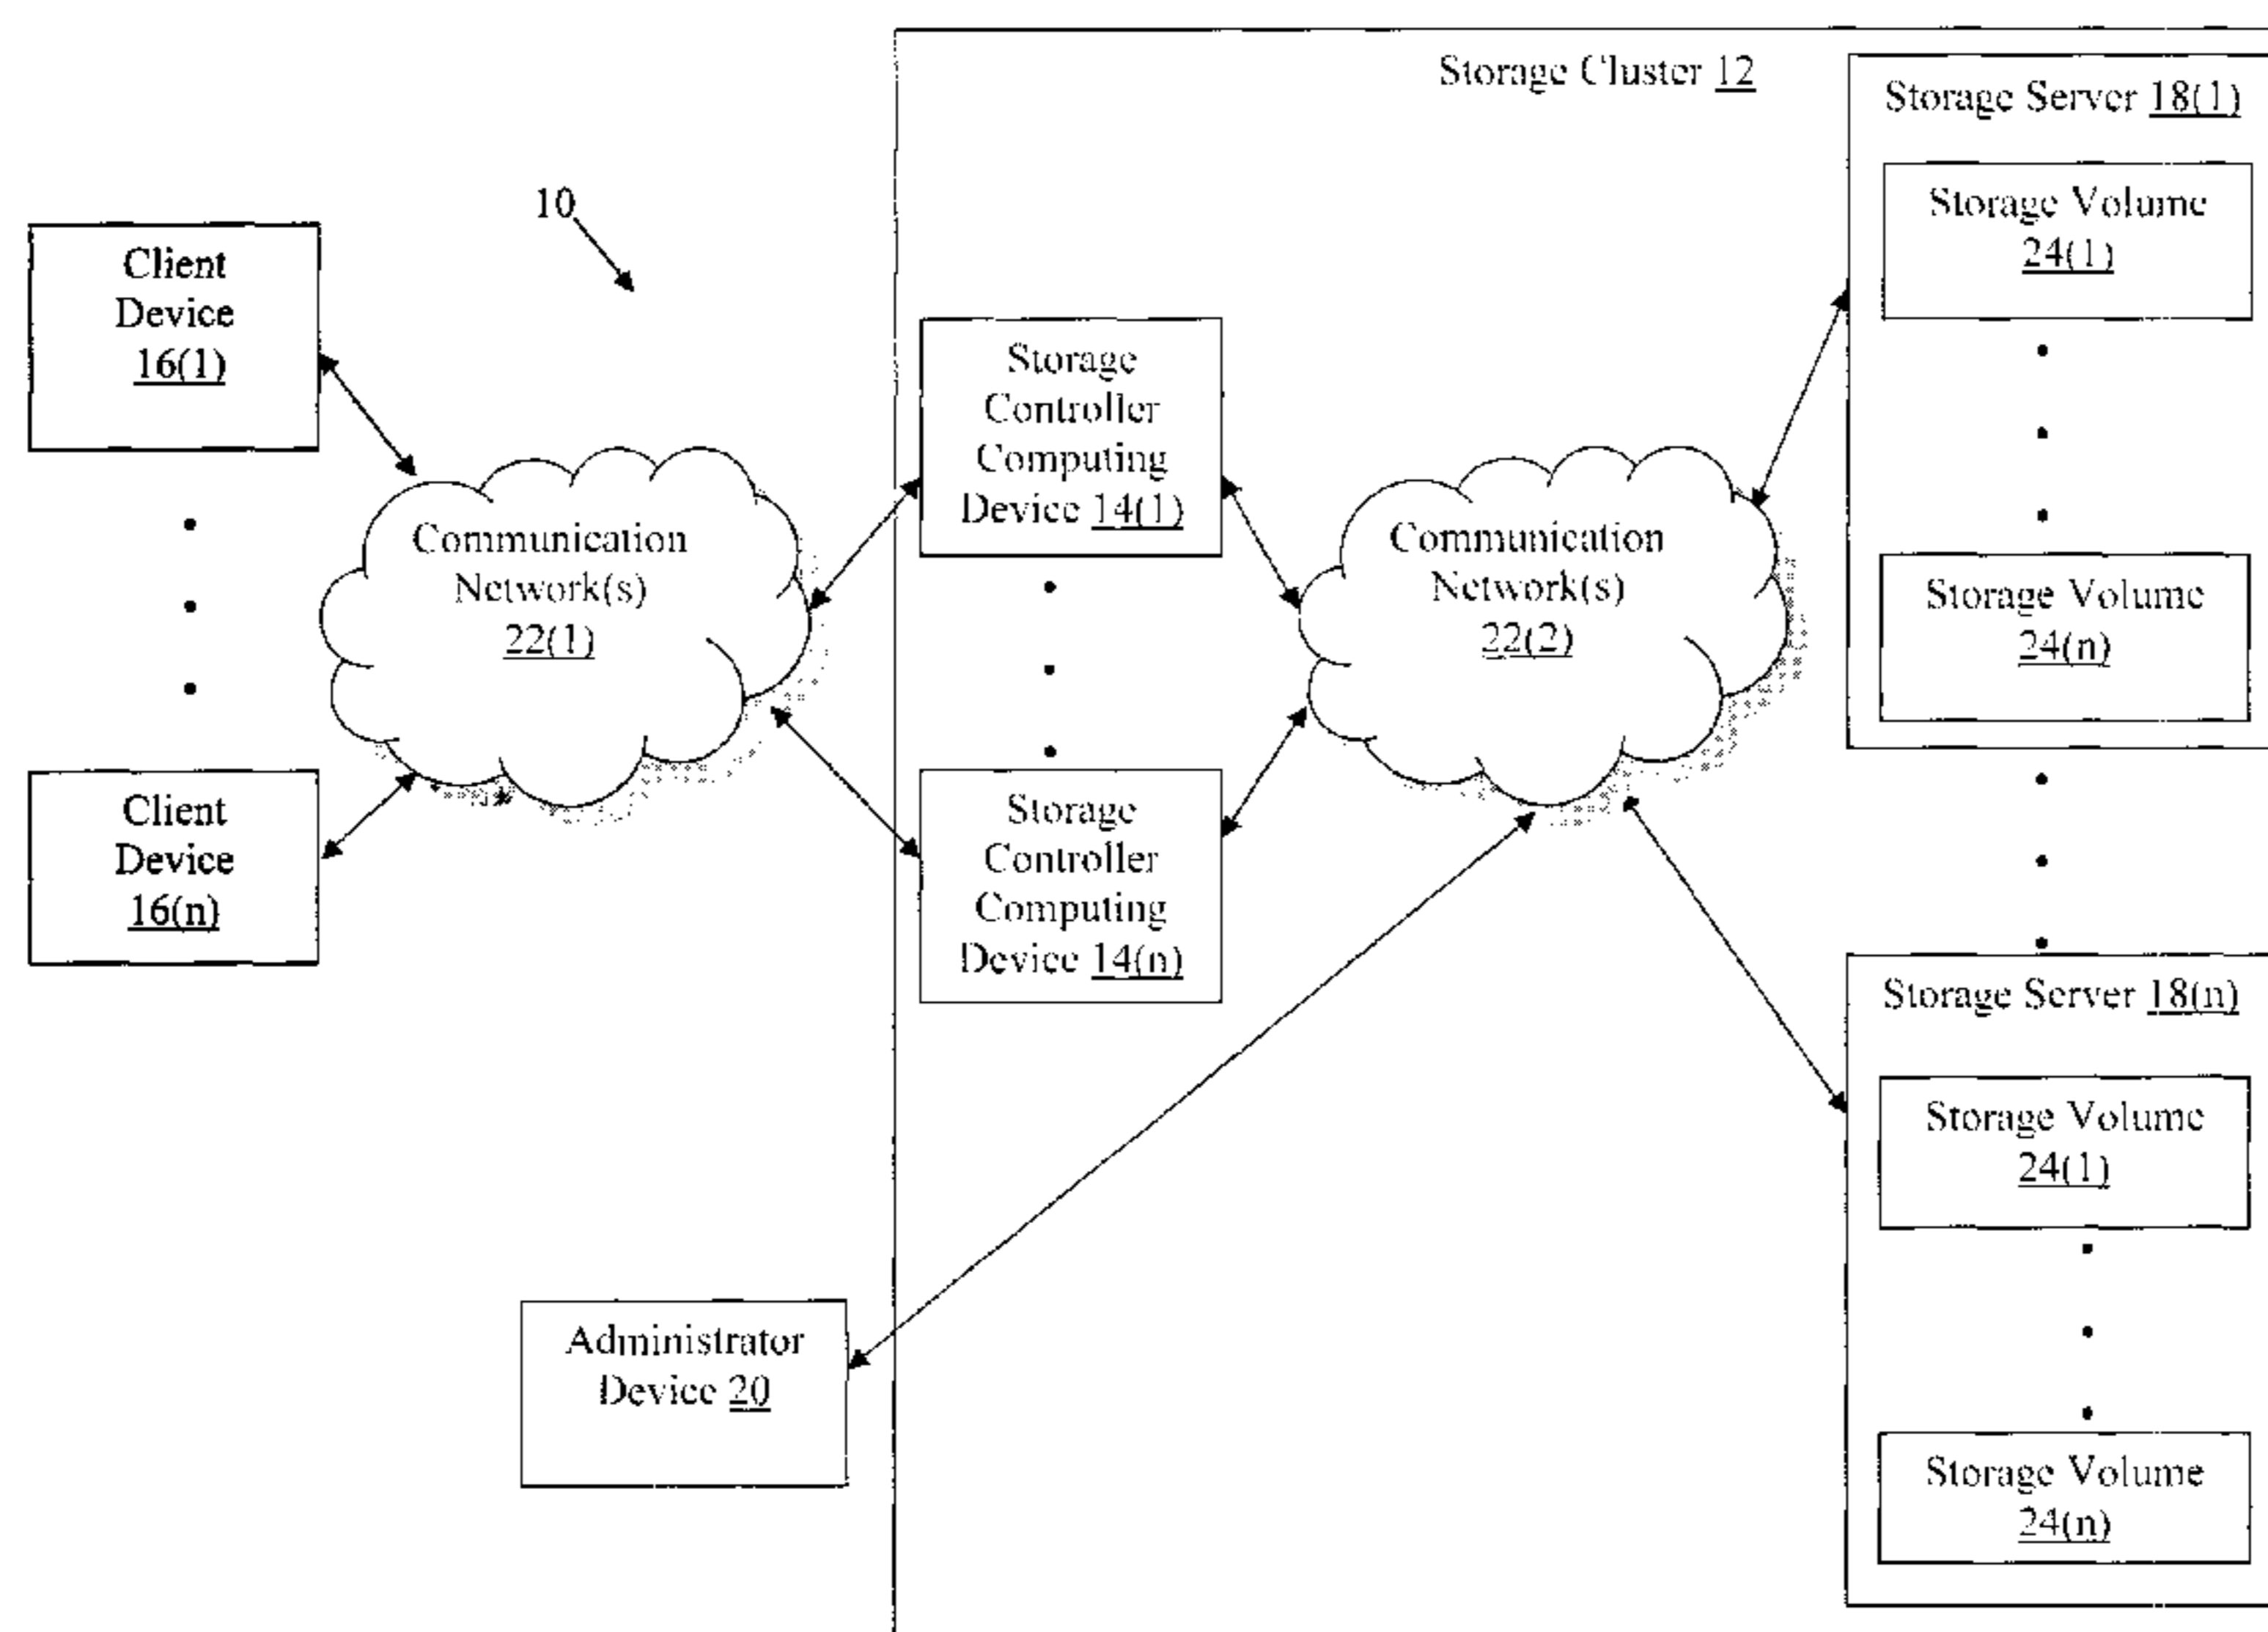 Storage Cluster 12
10
Client
Device
16(1)
Client
Device
16(n)
Communication
Network(s)
22(1)
Storage
Controller
Computing
Device 14(1)
Storage
Controller
Computing
Device 14(n)
Communication
Network(s)
22(2)
Administrator
Device 20
Storage Server 18(1)
Storage Volume
24(1)
Storage Volume
24(n)
Storage Server 18(n)
Storage Volume
24(1)
Storage Volume
24(n)